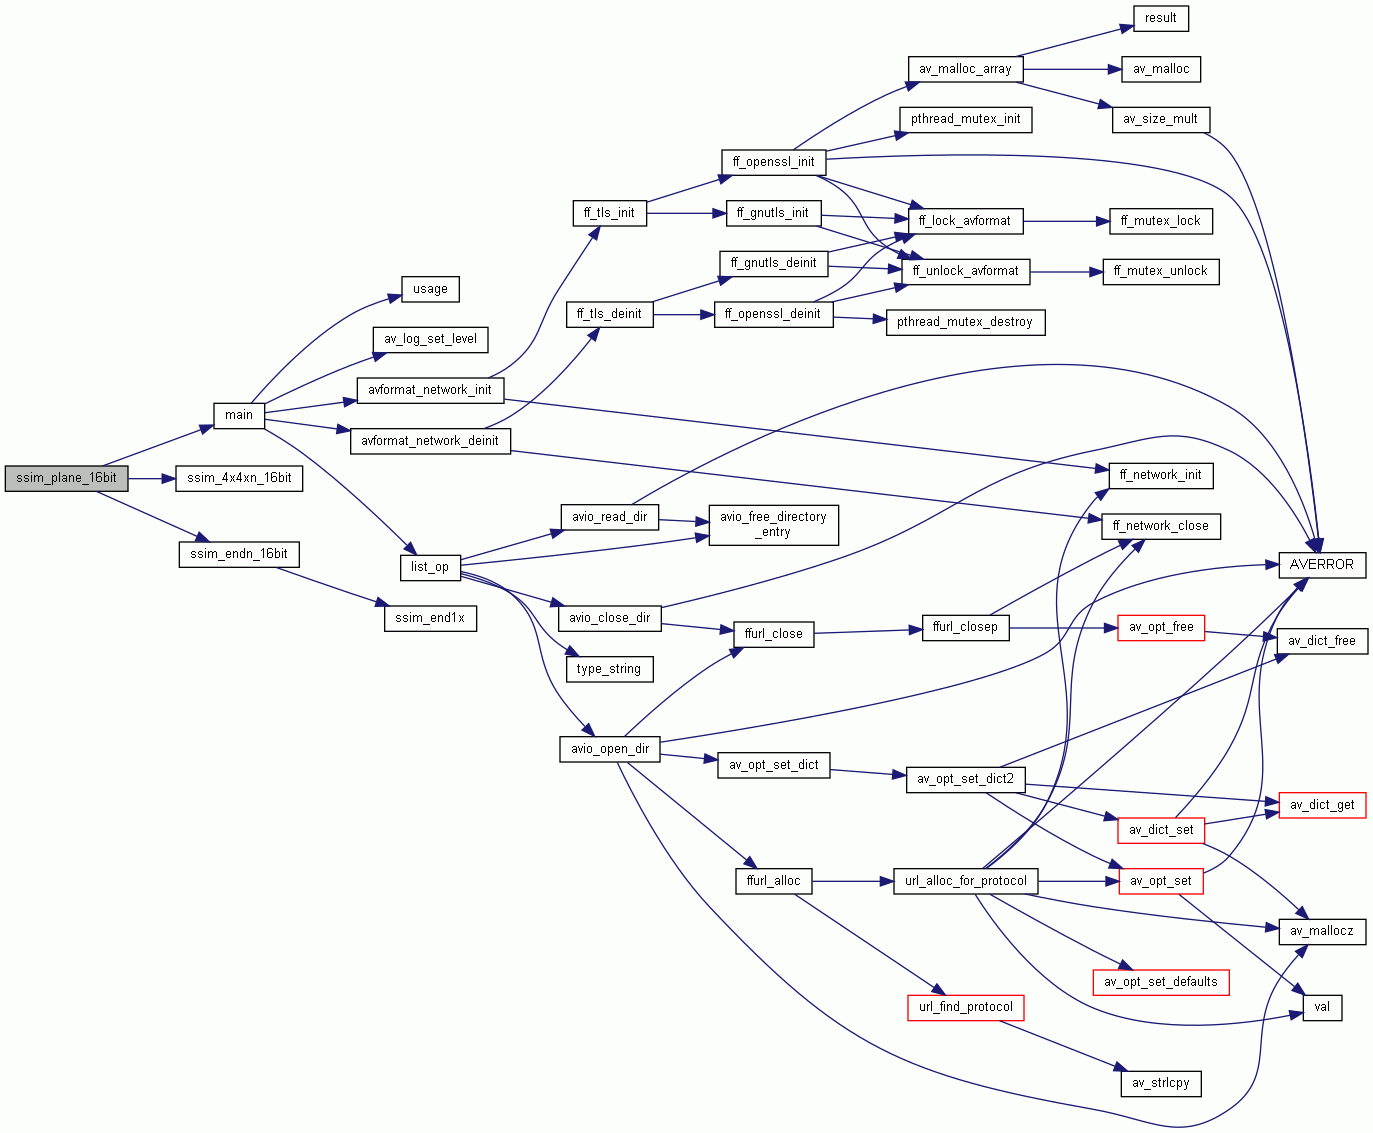 result
av_malloc_array
av_malloc
pthread_mutex_init
av_size_mult
ff_openssl_init
ff_tls_init
ff_gnutls_init
ff_lock_avformat
ff_mutex_lock
ff_gnutls_deinit
ff_unlock_avformat
ff_mutex_unlock
usage
ff_tls_deinit
ff_openssl_deinit
pthread_mutex_destroy
av_log_set_level
avformat_network_init
main
avformat_network_deinit
ssim_plane_16bit
ssim_4x4xn_16bit
ff_network_init
avio_read_dir
avio_free_directory
_entry
ff_network_close
ssim_endn_16bit
list_op
AVERROR
ssim_end1x
avio_close_dir
ffurl_close
ffurl_closep
av_opt_free
av_dict_free
type_string
avio_open_dir
av_opt_set_dict
av_opt_set_dict2
av_dict_get
av_dict_set
ffurl_alloc
url_alloc_for_protocol
av_opt_set
av_mallocz
av_opt_set_defaults
url_find_protocol
val
av_strlcpy